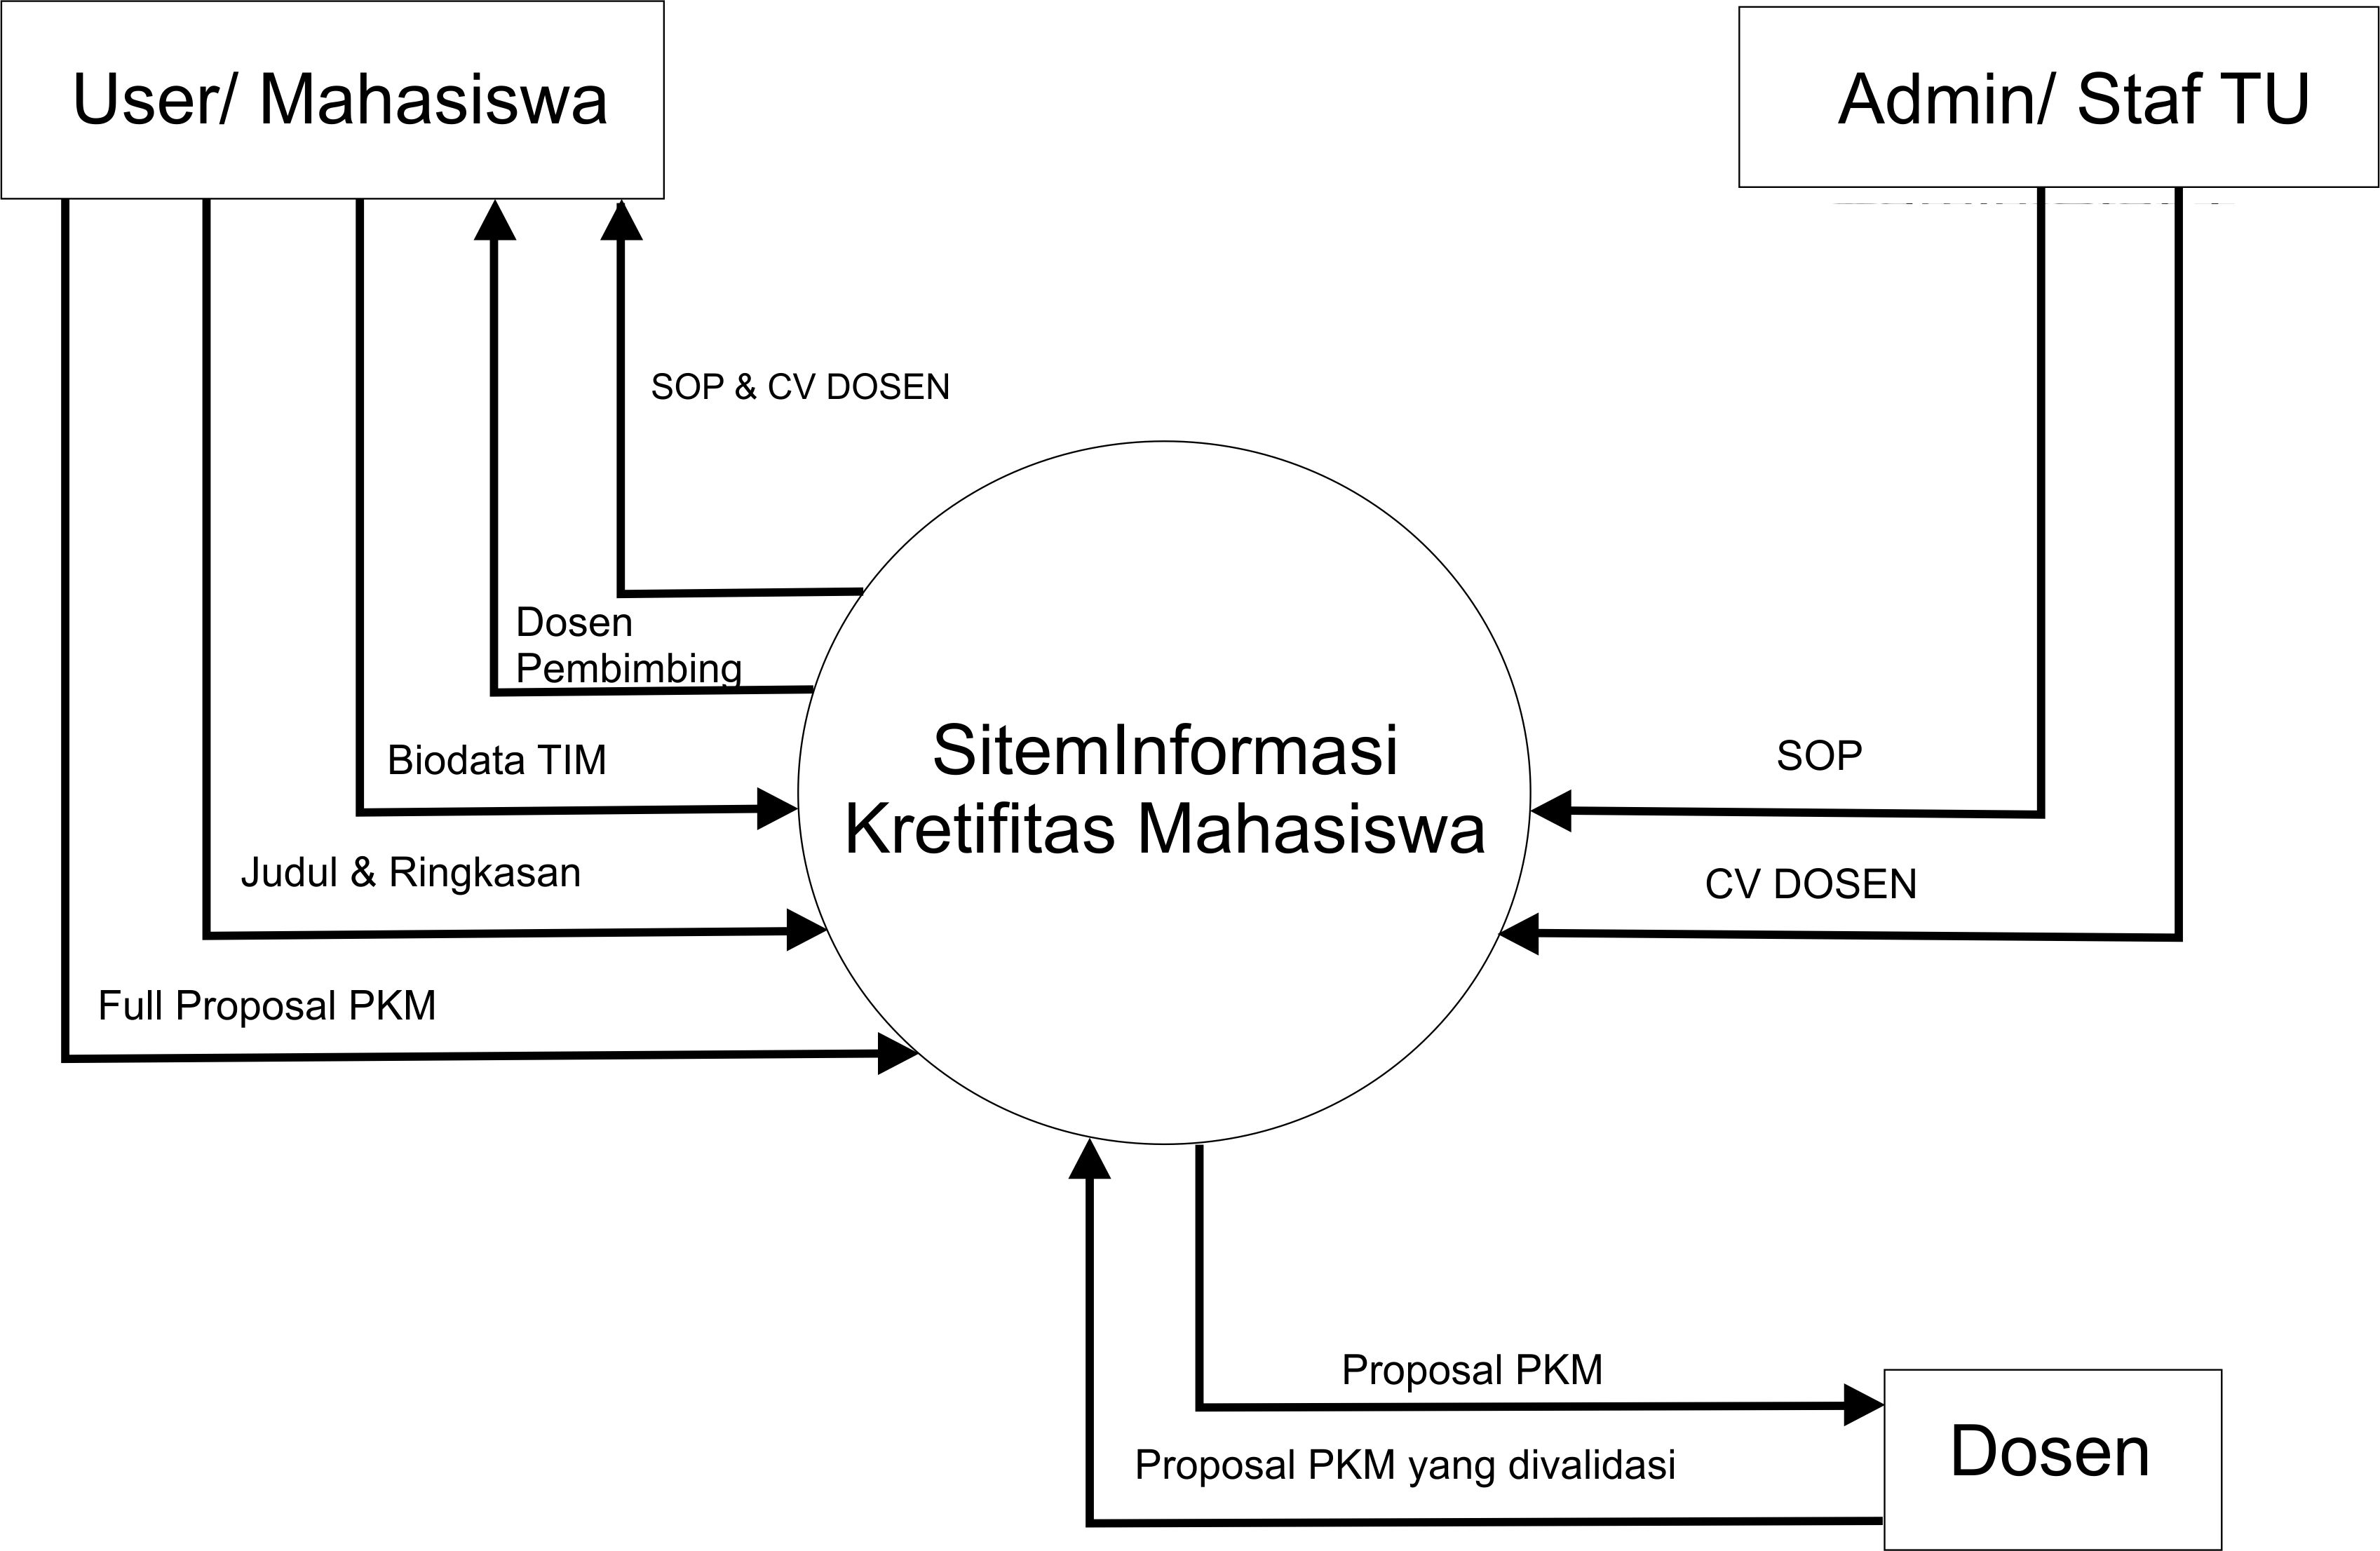 User/ Mahasiswa
Admin/ Staf TU
SOP & CV DOSEN
Dosen
Pembimbing
Biodata TIM
Judul & Ringkasan
Full Proposal PKM
SitemInformasi
Kretifitas Mahasiswa
SOP
CV DOSEN
Proposal PKM
Proposal PKM yang divalidasi
Dosen